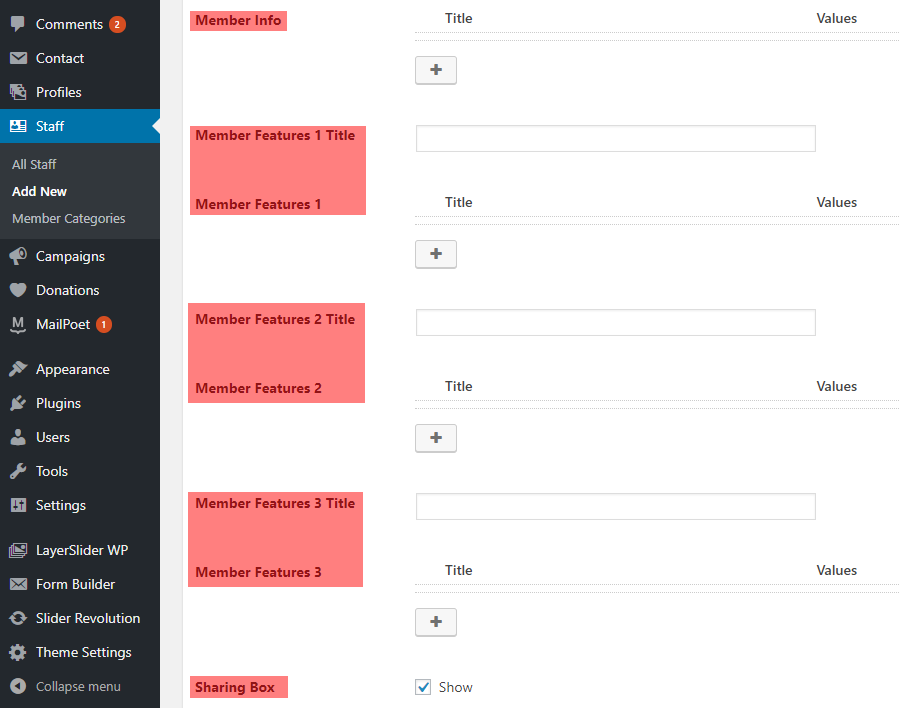 Comments 2
Contact
Profiles
Staff
All Staff
Add New
Member Categories
Campaigns
Donations
MailPoet 1
Appearance
Plugins
Users
Tools
Settings
LayerSlider WP
Form Builder
Slider Revolution
Theme Settings
Collapse menu
Member Info Title Values
Member Features 1 Title
Member Features 1 Title Values
Member Features 2 Title
Member Features 2 Title Values
Member Features 3 Title
Member Features 3 Title Values
Sharing Box Show